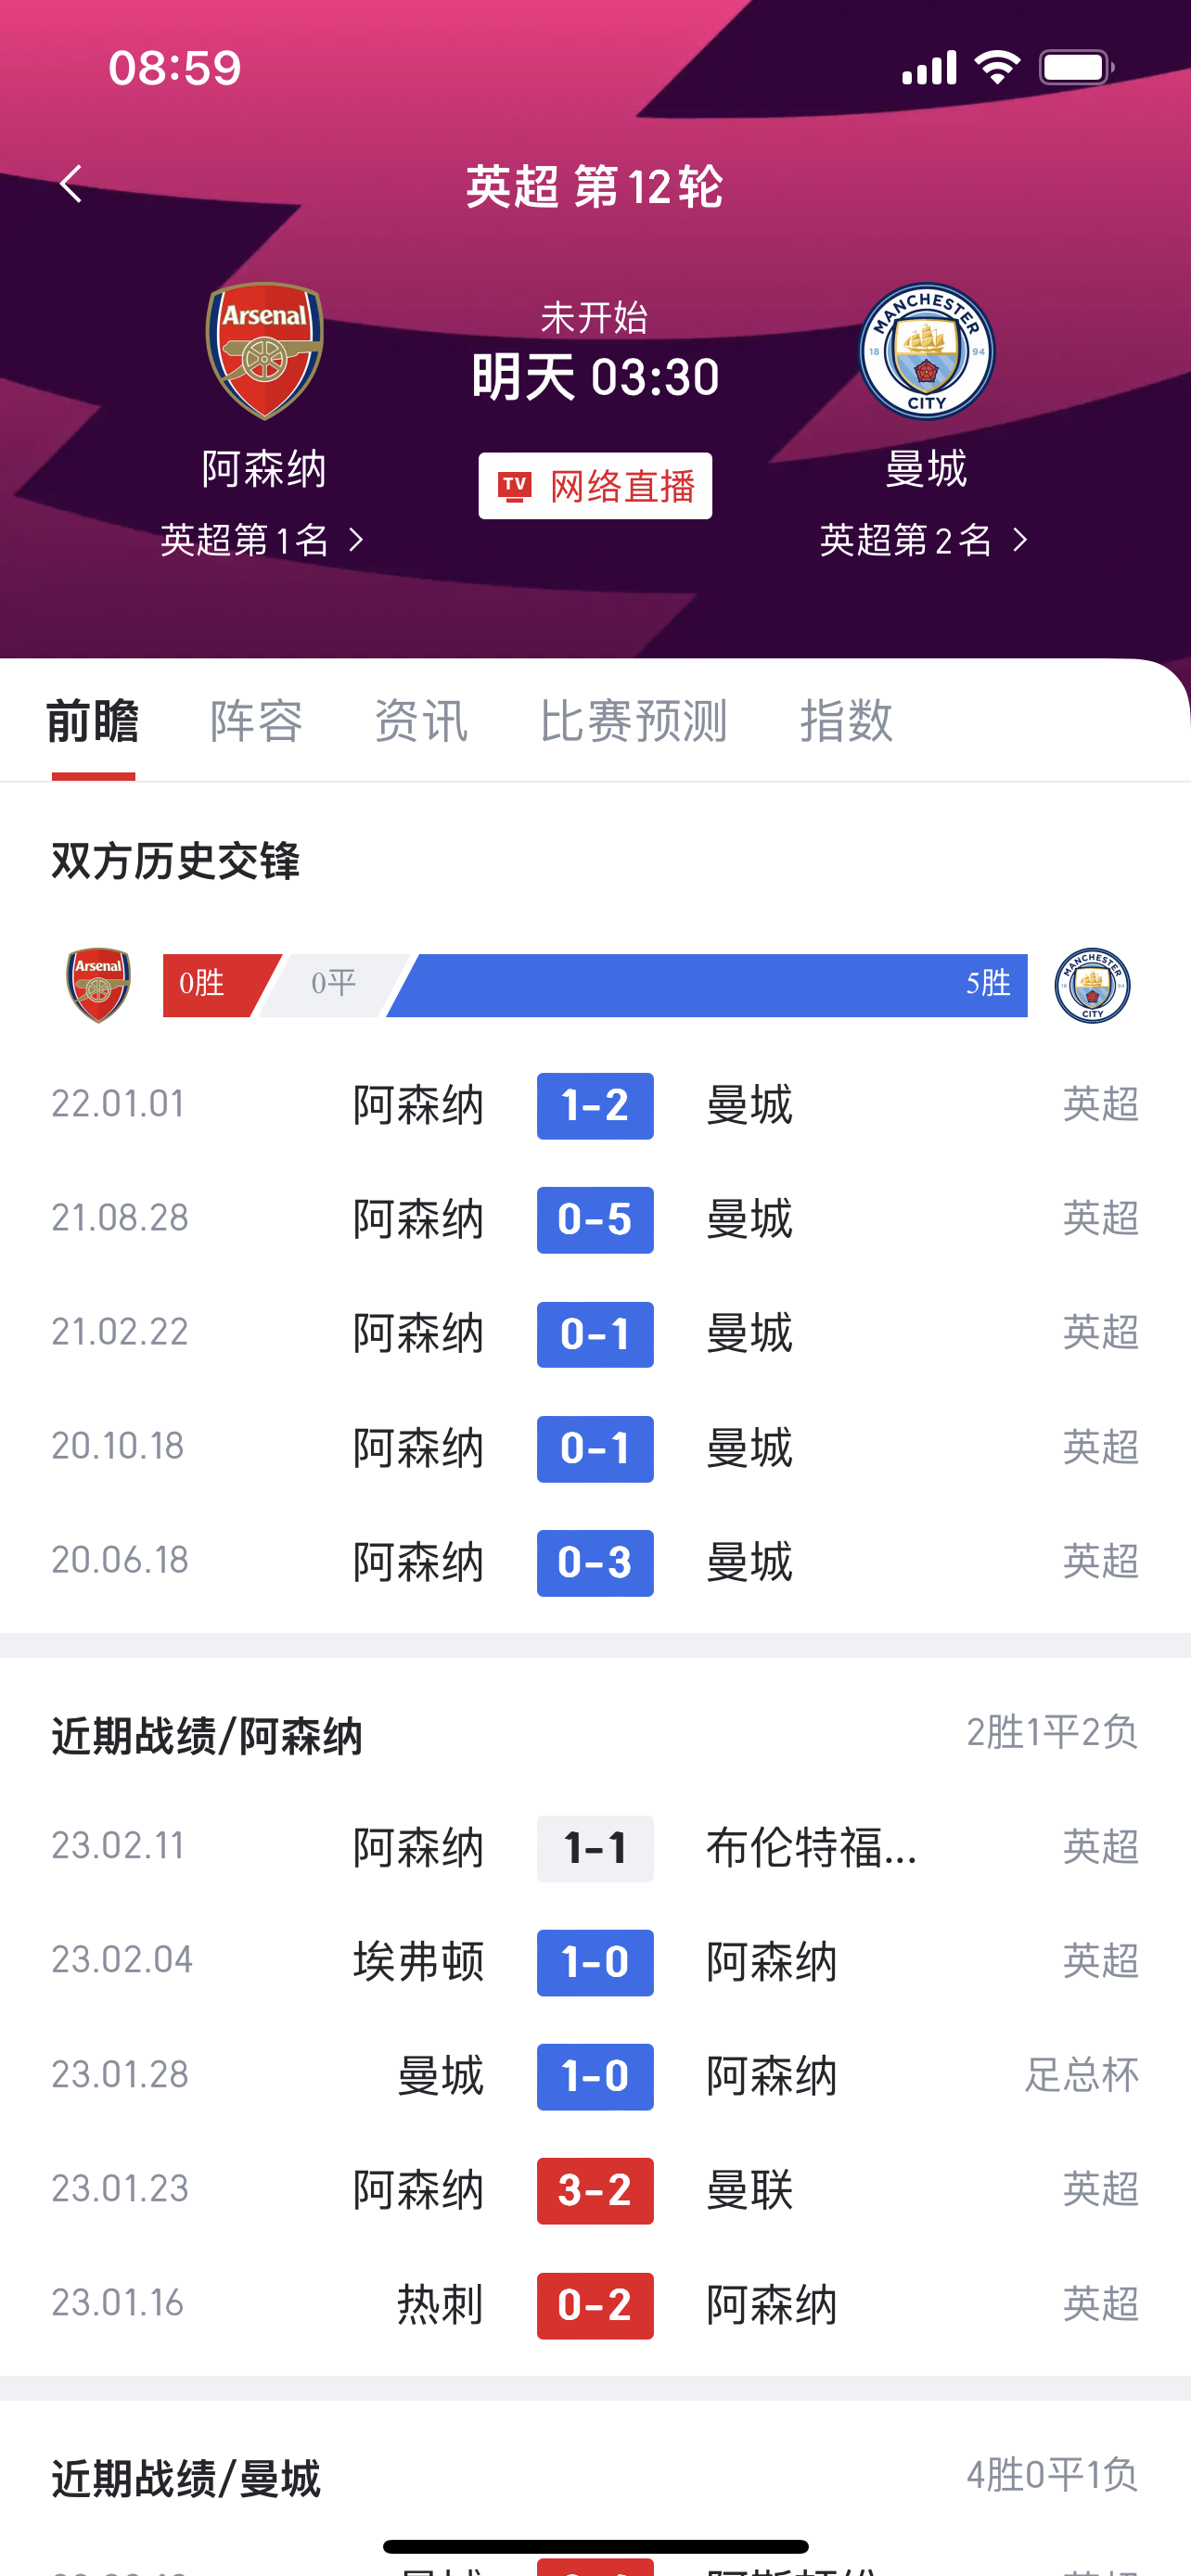 08:59
英超 第12轮
未开始
明天 03:30
Arsenal
MANCHESTER
18 94
CITY
阿森纳
曼城
TV 网络直播
英超第1名
英超第2名
前瞻 阵容 资讯 比赛预测 指数
双方历史交锋
Arsenal 0胜 0平 5胜 MANCHESTER CITY
22.01.01 阿森纳 1-2 曼城 英超
21.08.28 阿森纳 0-5 曼城 英超
21.02.22 阿森纳 0-1 曼城 英超
20.10.18 阿森纳 0-1 曼城 英超
20.06.18 阿森纳 0-3 曼城 英超
近期战绩/阿森纳 2胜1平2负
23.02.11 阿森纳 1-1 布伦特福... 英超
23.02.04 埃弗顿 1-0 阿森纳 英超
23.01.28 曼城 1-0 阿森纳 足总杯
23.01.23 阿森纳 3-2 曼联 英超
23.01.16 热刺 0-2 阿森纳 英超
近期战绩/曼城 4胜0平1负